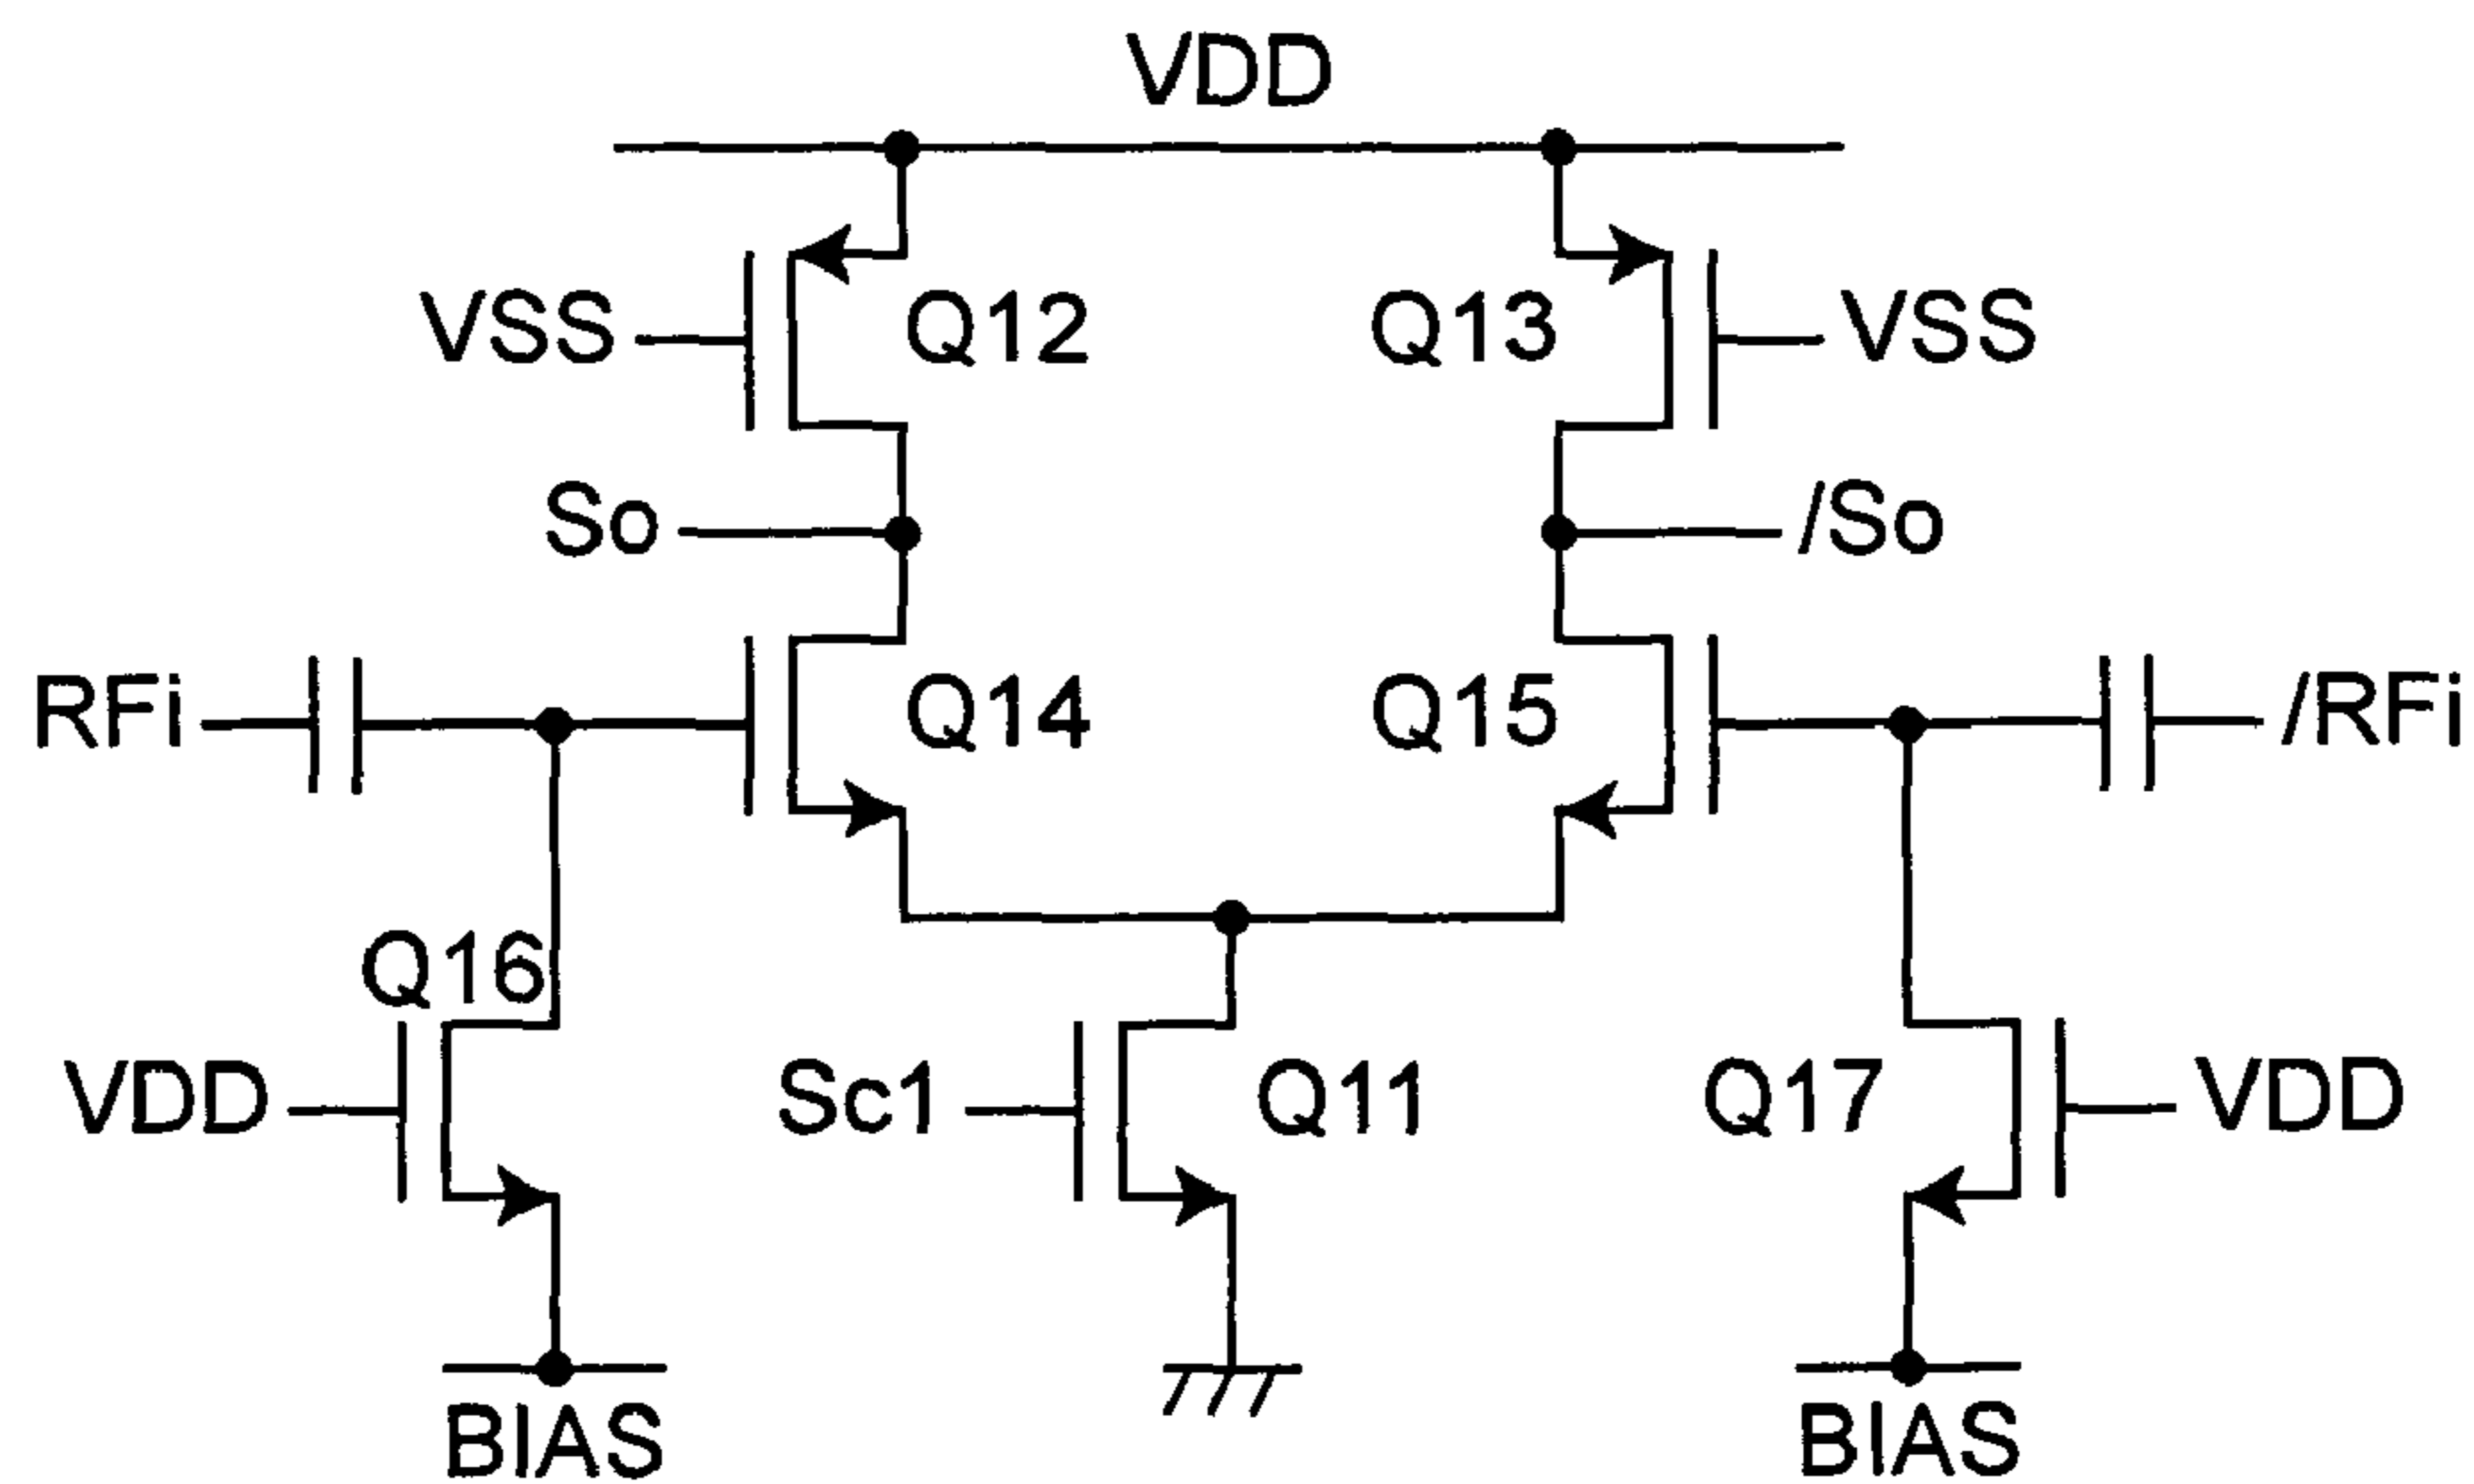 VDD
VSS Q12 Q13 VSS
So /So
RFi Q14 Q15 /RFi
Q16
VDD Sc1 Q11 Q17 VDD
BIAS BIAS